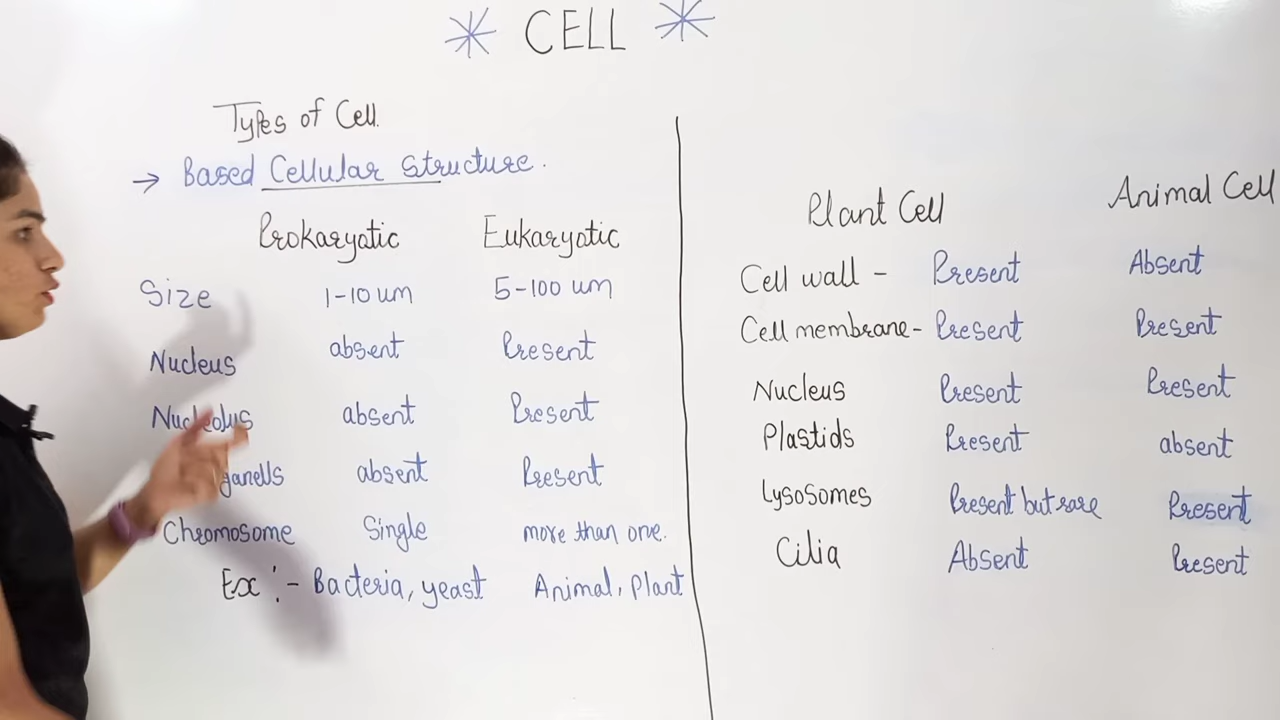 CELL
Types of Cell.
→ Based Cellular Structure.
Prokaryotic Eukaryotic
Size 1-10 um 5-100 um
Nucleus absent Present
Nucleolus absent Present
absent Present
Chromosome Single more than one.
Ex :- Bacteria, yeast Animal, Plant
Plant Cell Animal Cell
Cell wall - Present Absent
Cell membrane - Present Present
Nucleus Present Present
Plastids Present absent
Lysosomes Present but rare Present
Cilia Absent Present